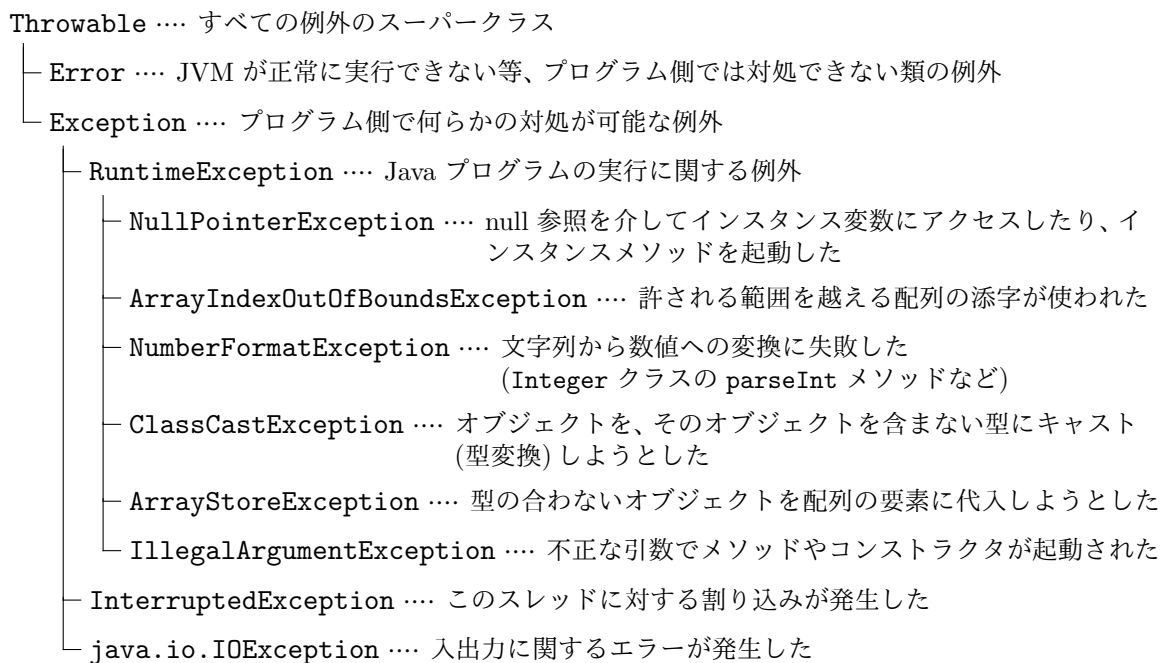 Throwable ···· すべての例外のスーパークラス
Error ···· JVM が正常に実行できない等、プログラム側では対処できない類の例外
Exception ···· プログラム側で何らかの対処が可能な例外
RuntimeException ···· Java プログラムの実行に関する例外
NullPointerException ···· null 参照を介してインスタンス変数にアクセスしたり、イ
ンスタンスメソッドを起動した
ArrayIndexOutOfBoundsException ···· 許される範囲を越える配列の添字が使われた
NumberFormatException ···· 文字列から数値への変換に失敗した
(Integer クラスの parseInt メソッドなど)
ClassCastException ···· オブジェクトを、そのオブジェクトを含まない型にキャスト
(型変換) しようとした
ArrayStoreException ···· 型の合わないオブジェクトを配列の要素に代入しようとした
IllegalArgumentException ···· 不正な引数でメソッドやコンストラクタが起動された
InterruptedException ···· このスレッドに対する割り込みが発生した
java.io.IOException ···· 入出力に関するエラーが発生した